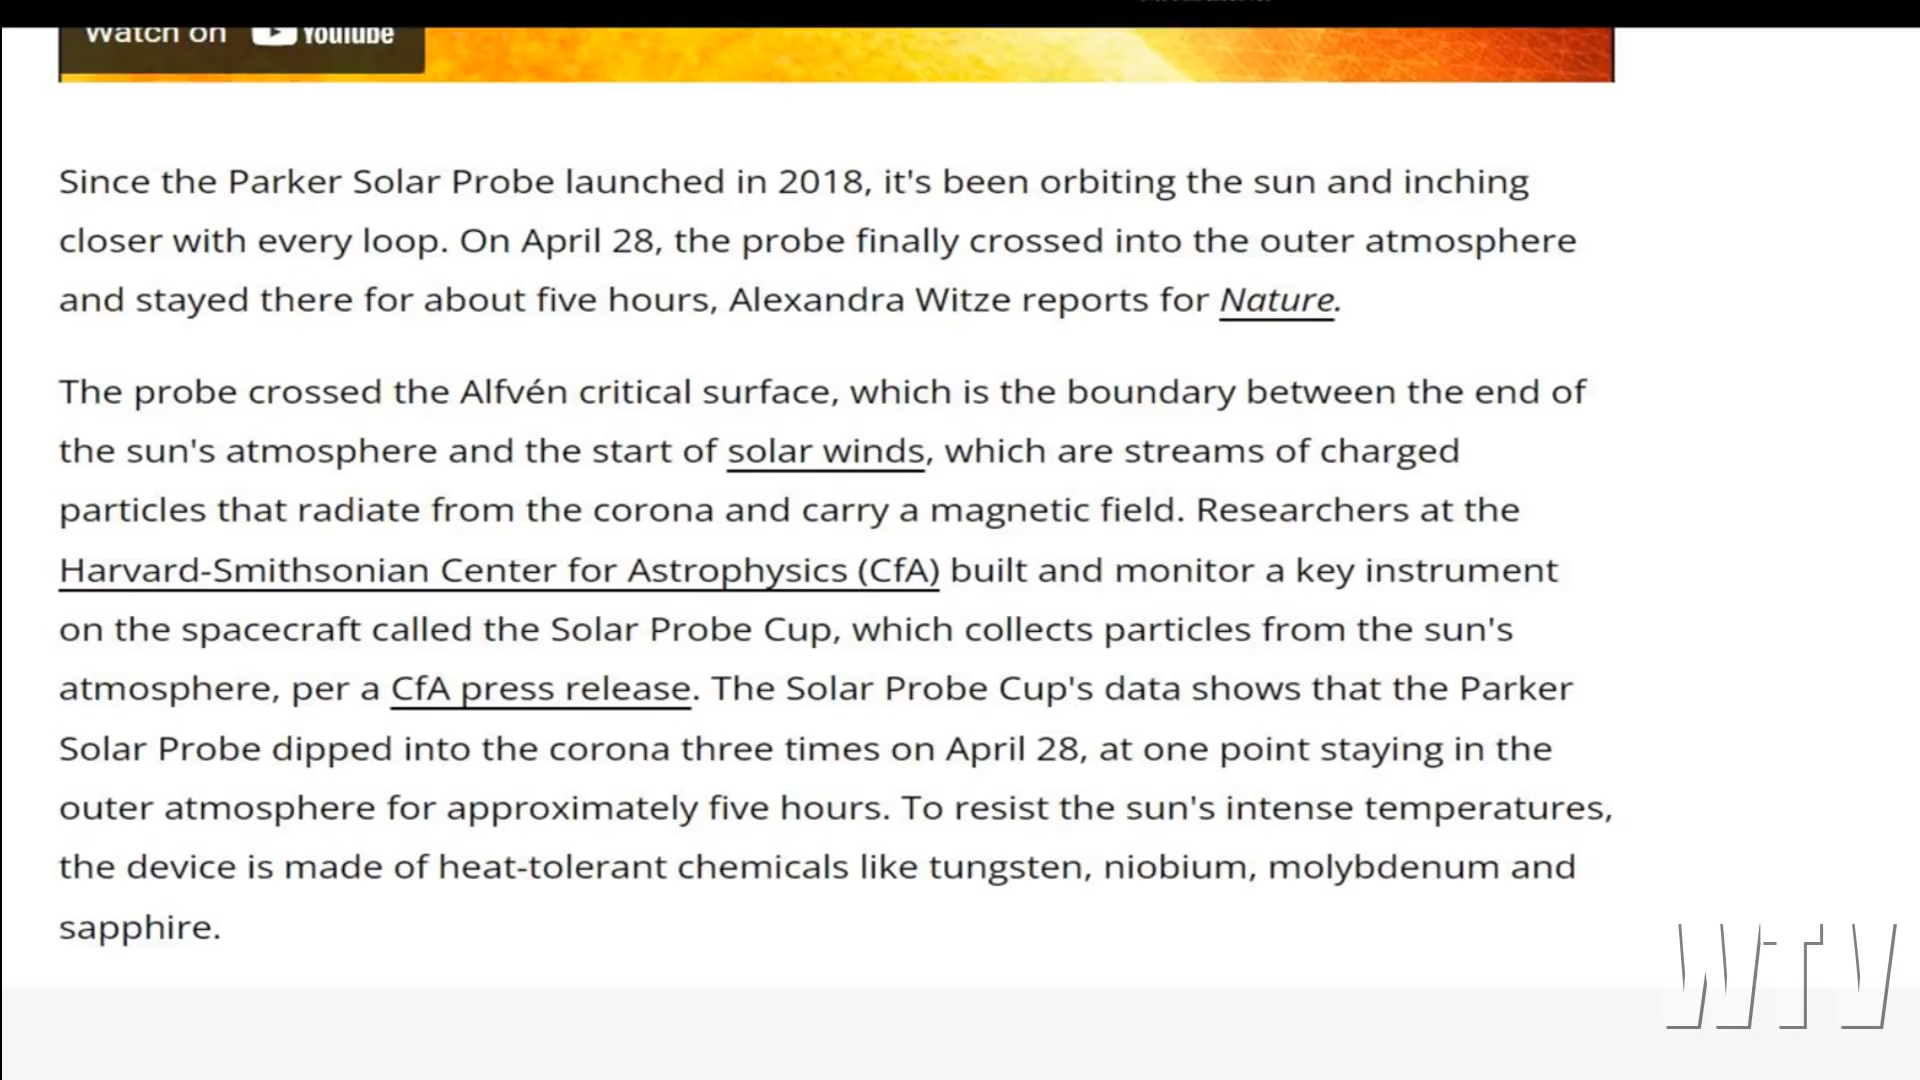 Watch on YouTube
Since the Parker Solar Probe launched in 2018, it's been orbiting the sun and inching
closer with every loop. On April 28, the probe finally crossed into the outer atmosphere
and stayed there for about five hours, Alexandra Witze reports for Nature.
The probe crossed the Alfvén critical surface, which is the boundary between the end of
the sun's atmosphere and the start of solar winds, which are streams of charged
particles that radiate from the corona and carry a magnetic field. Researchers at the
Harvard-Smithsonian Center for Astrophysics (CfA) built and monitor a key instrument
on the spacecraft called the Solar Probe Cup, which collects particles from the sun's
atmosphere, per a CfA press release. The Solar Probe Cup's data shows that the Parker
Solar Probe dipped into the corona three times on April 28, at one point staying in the
outer atmosphere for approximately five hours. To resist the sun's intense temperatures,
the device is made of heat-tolerant chemicals like tungsten, niobium, molybdenum and
sapphire.
WTV